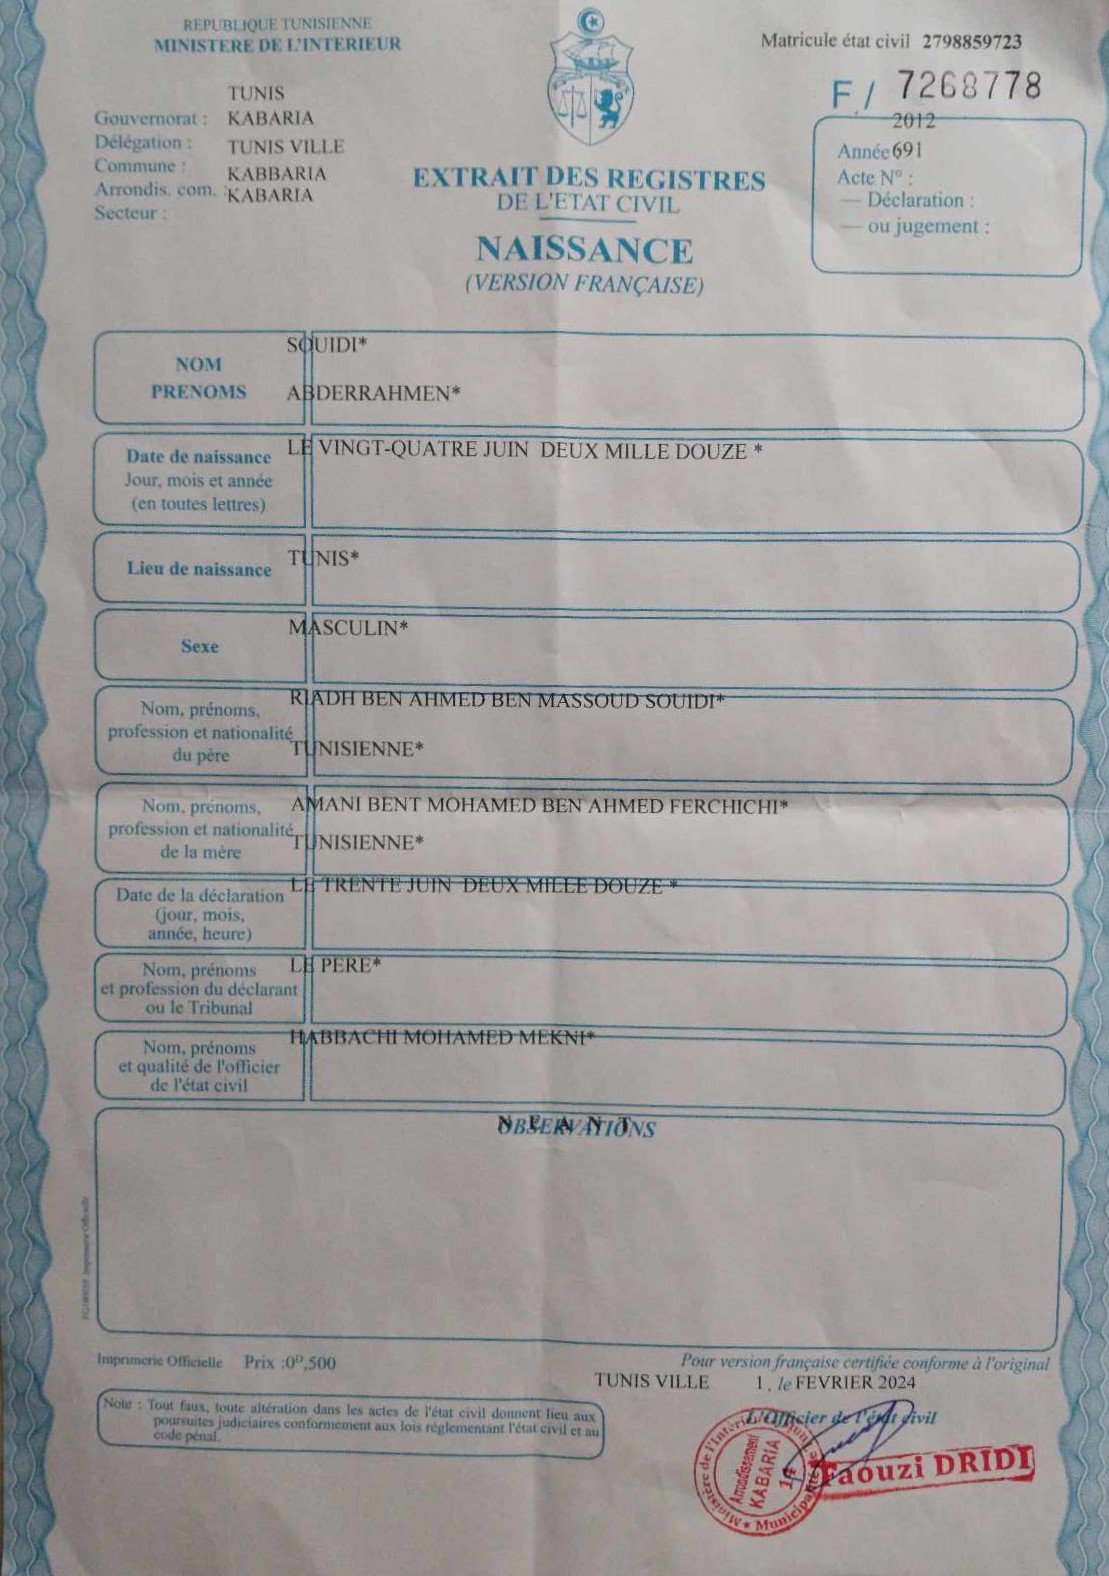 REPUBLIQUE TUNISIENNE
MINISTERE DE L'INTERIEUR
Matricule état civil 2798859723
F/ 7268778
TUNIS
Gouvernorat : KABARIA
Délégation : TUNIS VILLE
Commune : KABBARIA
Arrondis. com. : KABARIA
Secteur :
2012
Année 691
Acte N° :
— Déclaration :
— ou jugement :
EXTRAIT DES REGISTRES
DE L'ETAT CIVIL
NAISSANCE
(VERSION FRANÇAISE)
NOM
PRENOMS
SOUIDI*
ABDERRAHMEN*
Date de naissance
Jour, mois et année
(en toutes lettres)
LE VINGT-QUATRE JUIN DEUX MILLE DOUZE *
Lieu de naissance
TUNIS*
Sexe
MASCULIN*
Nom, prénoms,
profession et nationalité
du père
RIADH BEN AHMED BEN MASSOUD SOUIDI*
TUNISIENNE*
Nom, prénoms,
profession et nationalité
de la mère
AMANI BENT MOHAMED BEN AHMED FERCHICHI*
TUNISIENNE*
Date de la déclaration
(jour, mois,
année, heure)
LE TRENTE JUIN DEUX MILLE DOUZE *
Nom, prénoms
et profession du déclarant
ou le Tribunal
LE PERE*
Nom, prénoms
et qualité de l'officier
de l'état civil
HABBACHI MOHAMED MEKNI*
OBSERVATIONS
N E A N T
Imprimerie Officielle Prix :0ᴰ,500
Pour version française certifiée conforme à l'original
TUNIS VILLE 1 , le FEVRIER 2024
L'Officier de l'état civil
Note : Tout faux, toute altération dans les actes de l'état civil donnent lieu aux
poursuites judiciaires conformement aux lois réglementant l'état civil et au
code pénal.
Ministère de l'Intérieur
Arrondissement
KABARIA
14
Municipalité de
Faouzi DRIDI